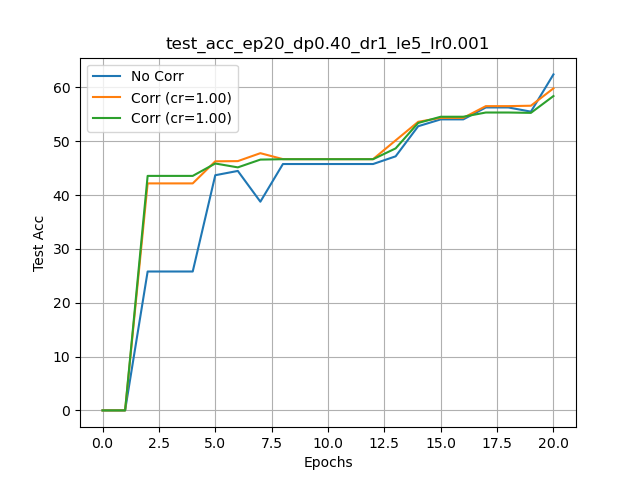 test_acc_ep20_dp0.40_dr1_le5_lr0.001
No Corr
Corr (cr=1.00)
Corr (cr=1.00)
60
50
40
30
20
10
0
Test Acc
0.0 2.5 5.0 7.5 10.0 12.5 15.0 17.5 20.0
Epochs